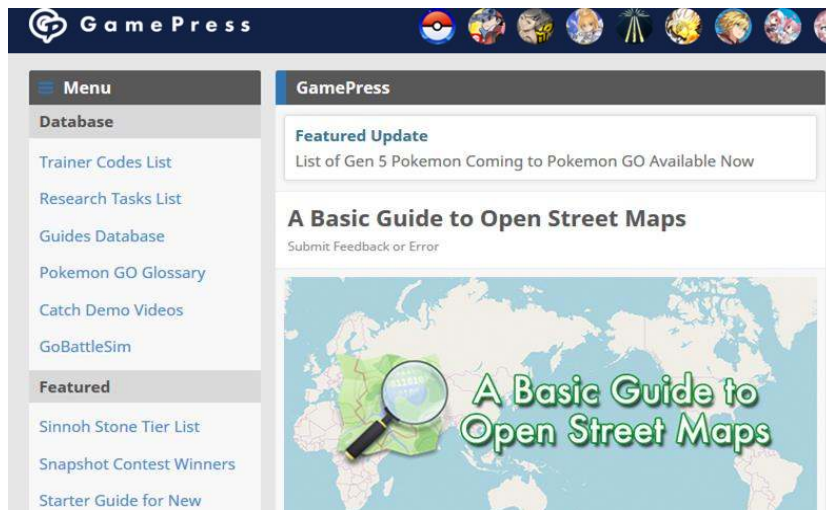 GamePress
Menu
Database
Trainer Codes List
Research Tasks List
Guides Database
Pokemon GO Glossary
Catch Demo Videos
GoBattleSim
Featured
Sinnoh Stone Tier List
Snapshot Contest Winners
Starter Guide for New
GamePress
Featured Update
List of Gen 5 Pokemon Coming to Pokemon GO Available Now
A Basic Guide to Open Street Maps
Submit Feedback or Error
A Basic Guide to
Open Street Maps